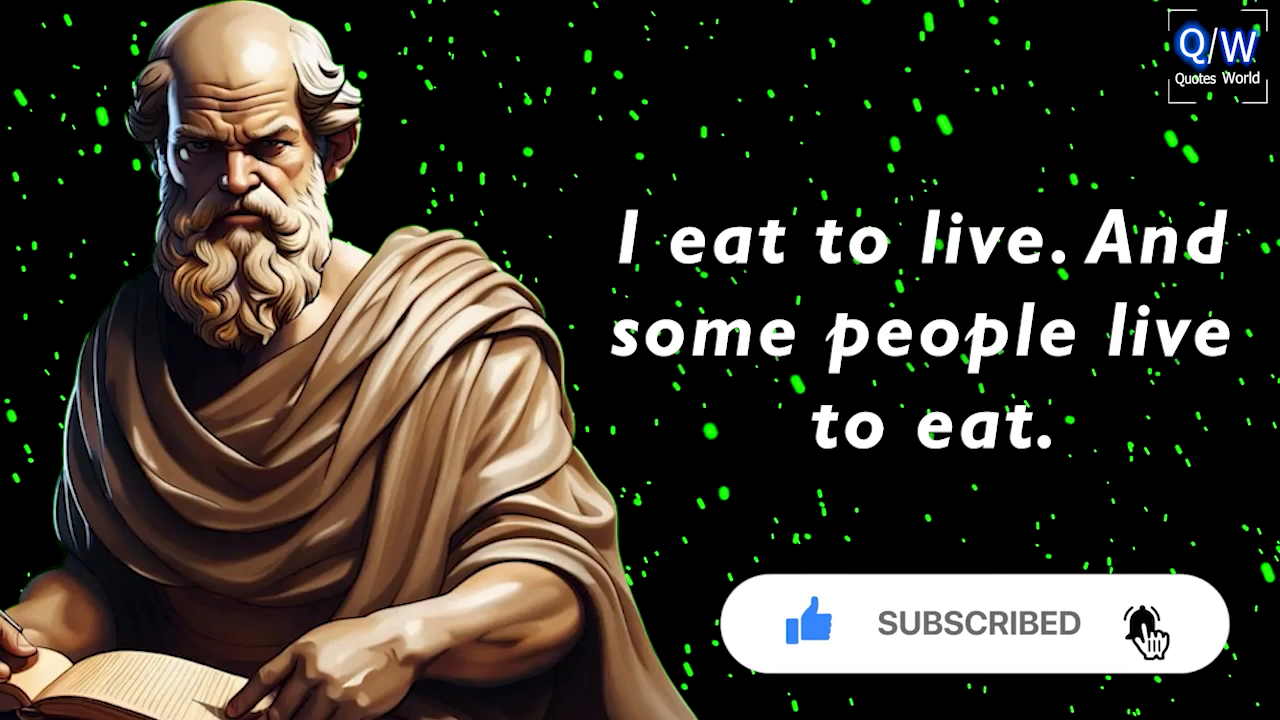 Q/W
Quotes World
I eat to live. And
some people live
to eat.
SUBSCRIBED